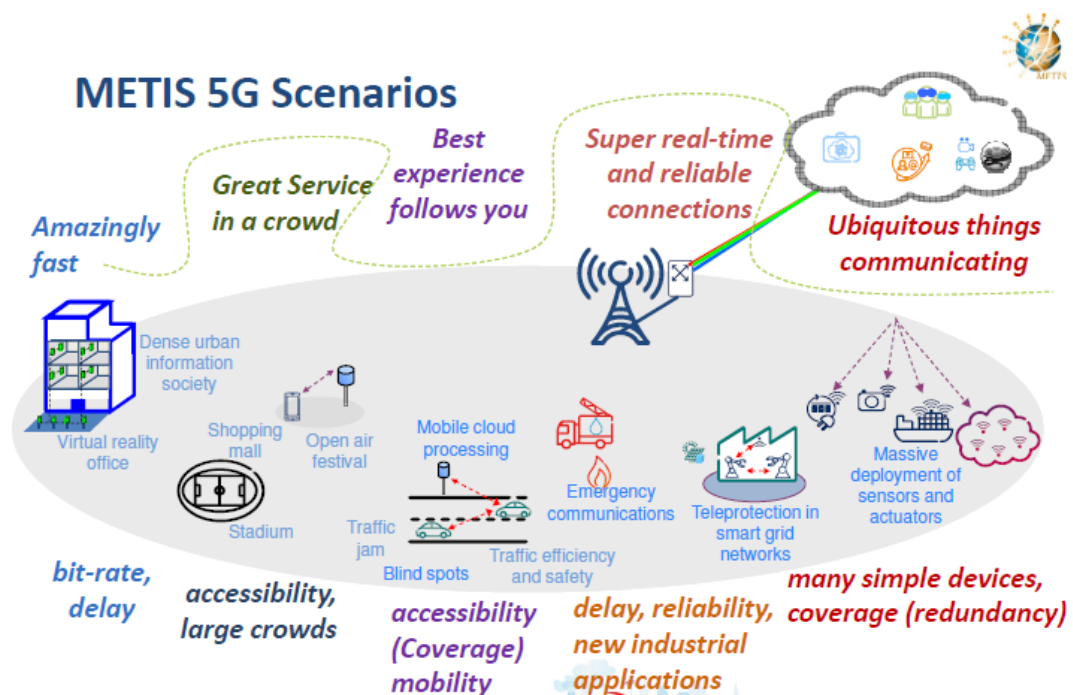 METIS
METIS 5G Scenarios
Amazingly
fast
Great Service
in a crowd
Best
experience
follows you
Super real-time
and reliable
connections
Ubiquitous things
communicating
Dense urban
information
society
Virtual reality
office
Shopping
mall
Open air
festival
Stadium
Mobile cloud
processing
Traffic
jam
Blind spots
Traffic efficiency
and safety
Emergency
communications
Teleprotection in
smart grid
networks
Massive
deployment of
sensors and
actuators
bit-rate,
delay
accessibility,
large crowds
accessibility
(Coverage)
mobility
delay, reliability,
new industrial
applications
many simple devices,
coverage (redundancy)